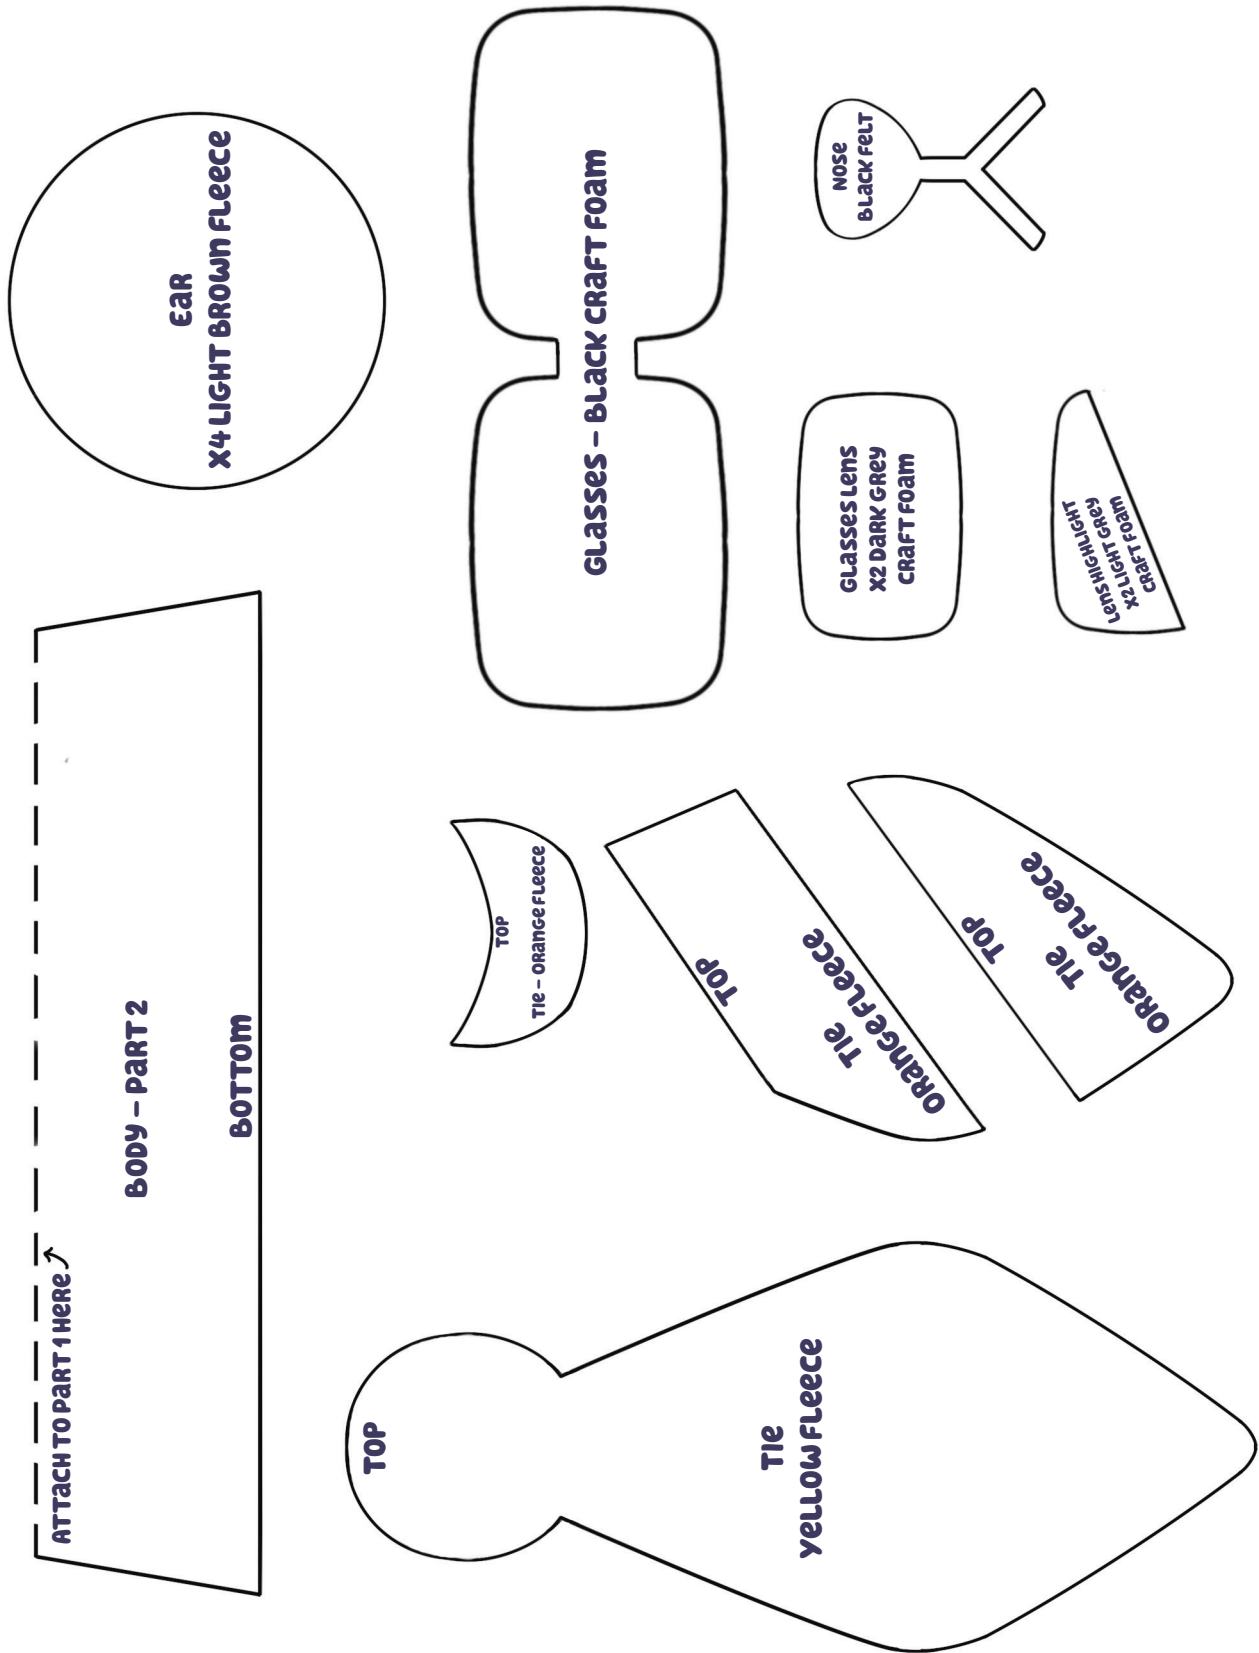 ATTACH TO PART 1 HERE
BODY – PART 2
BOTTOM
EAR
X4 LIGHT BROWN FLEECE
TOP
TIE
YELLOW FLEECE
TOP
TIE – ORANGE FLEECE
TOP
TIE
ORANGE FLEECE
TOP
TIE
ORANGE FLEECE
GLASSES – BLACK CRAFT FOAM
GLASSES LENS
X2 DARK GREY
CRAFT FOAM
LENS HIGHLIGHT
X2 LIGHT GREY
CRAFT FOAM
NOSE
BLACK FELT